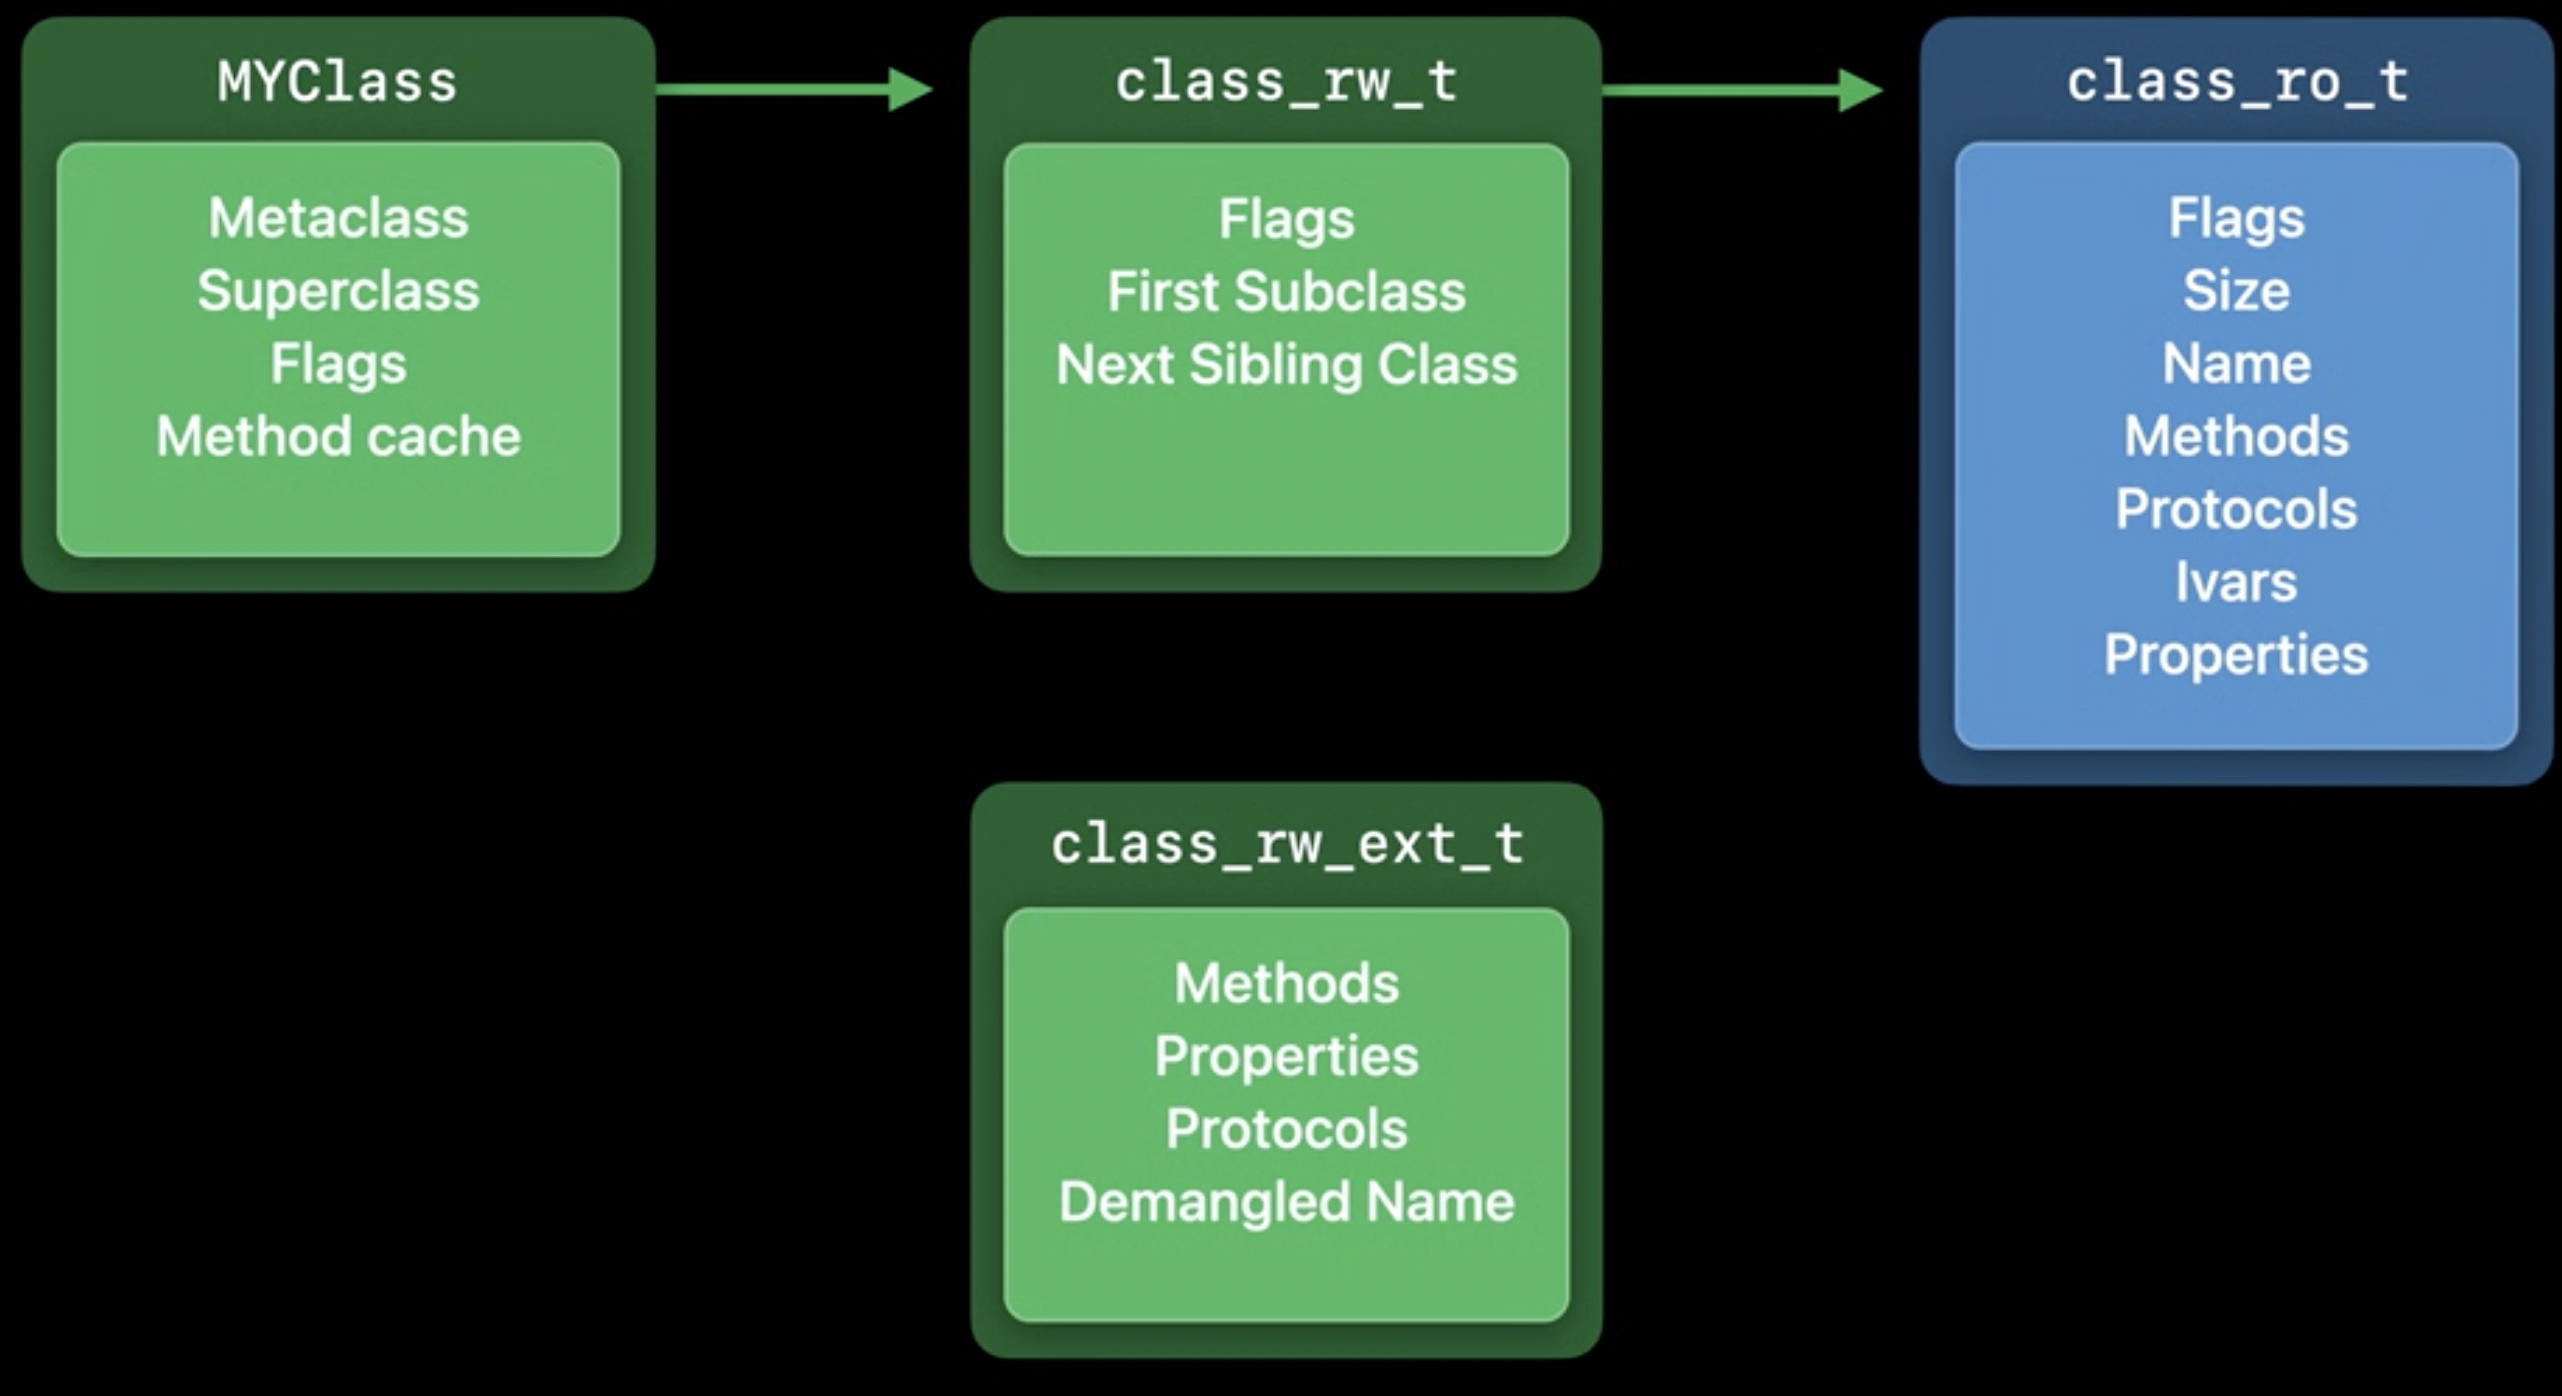 MYClass
Metaclass
Superclass
Flags
Method cache
class_rw_t
Flags
First Subclass
Next Sibling Class
class_ro_t
Flags
Size
Name
Methods
Protocols
Ivars
Properties
class_rw_ext_t
Methods
Properties
Protocols
Demangled Name